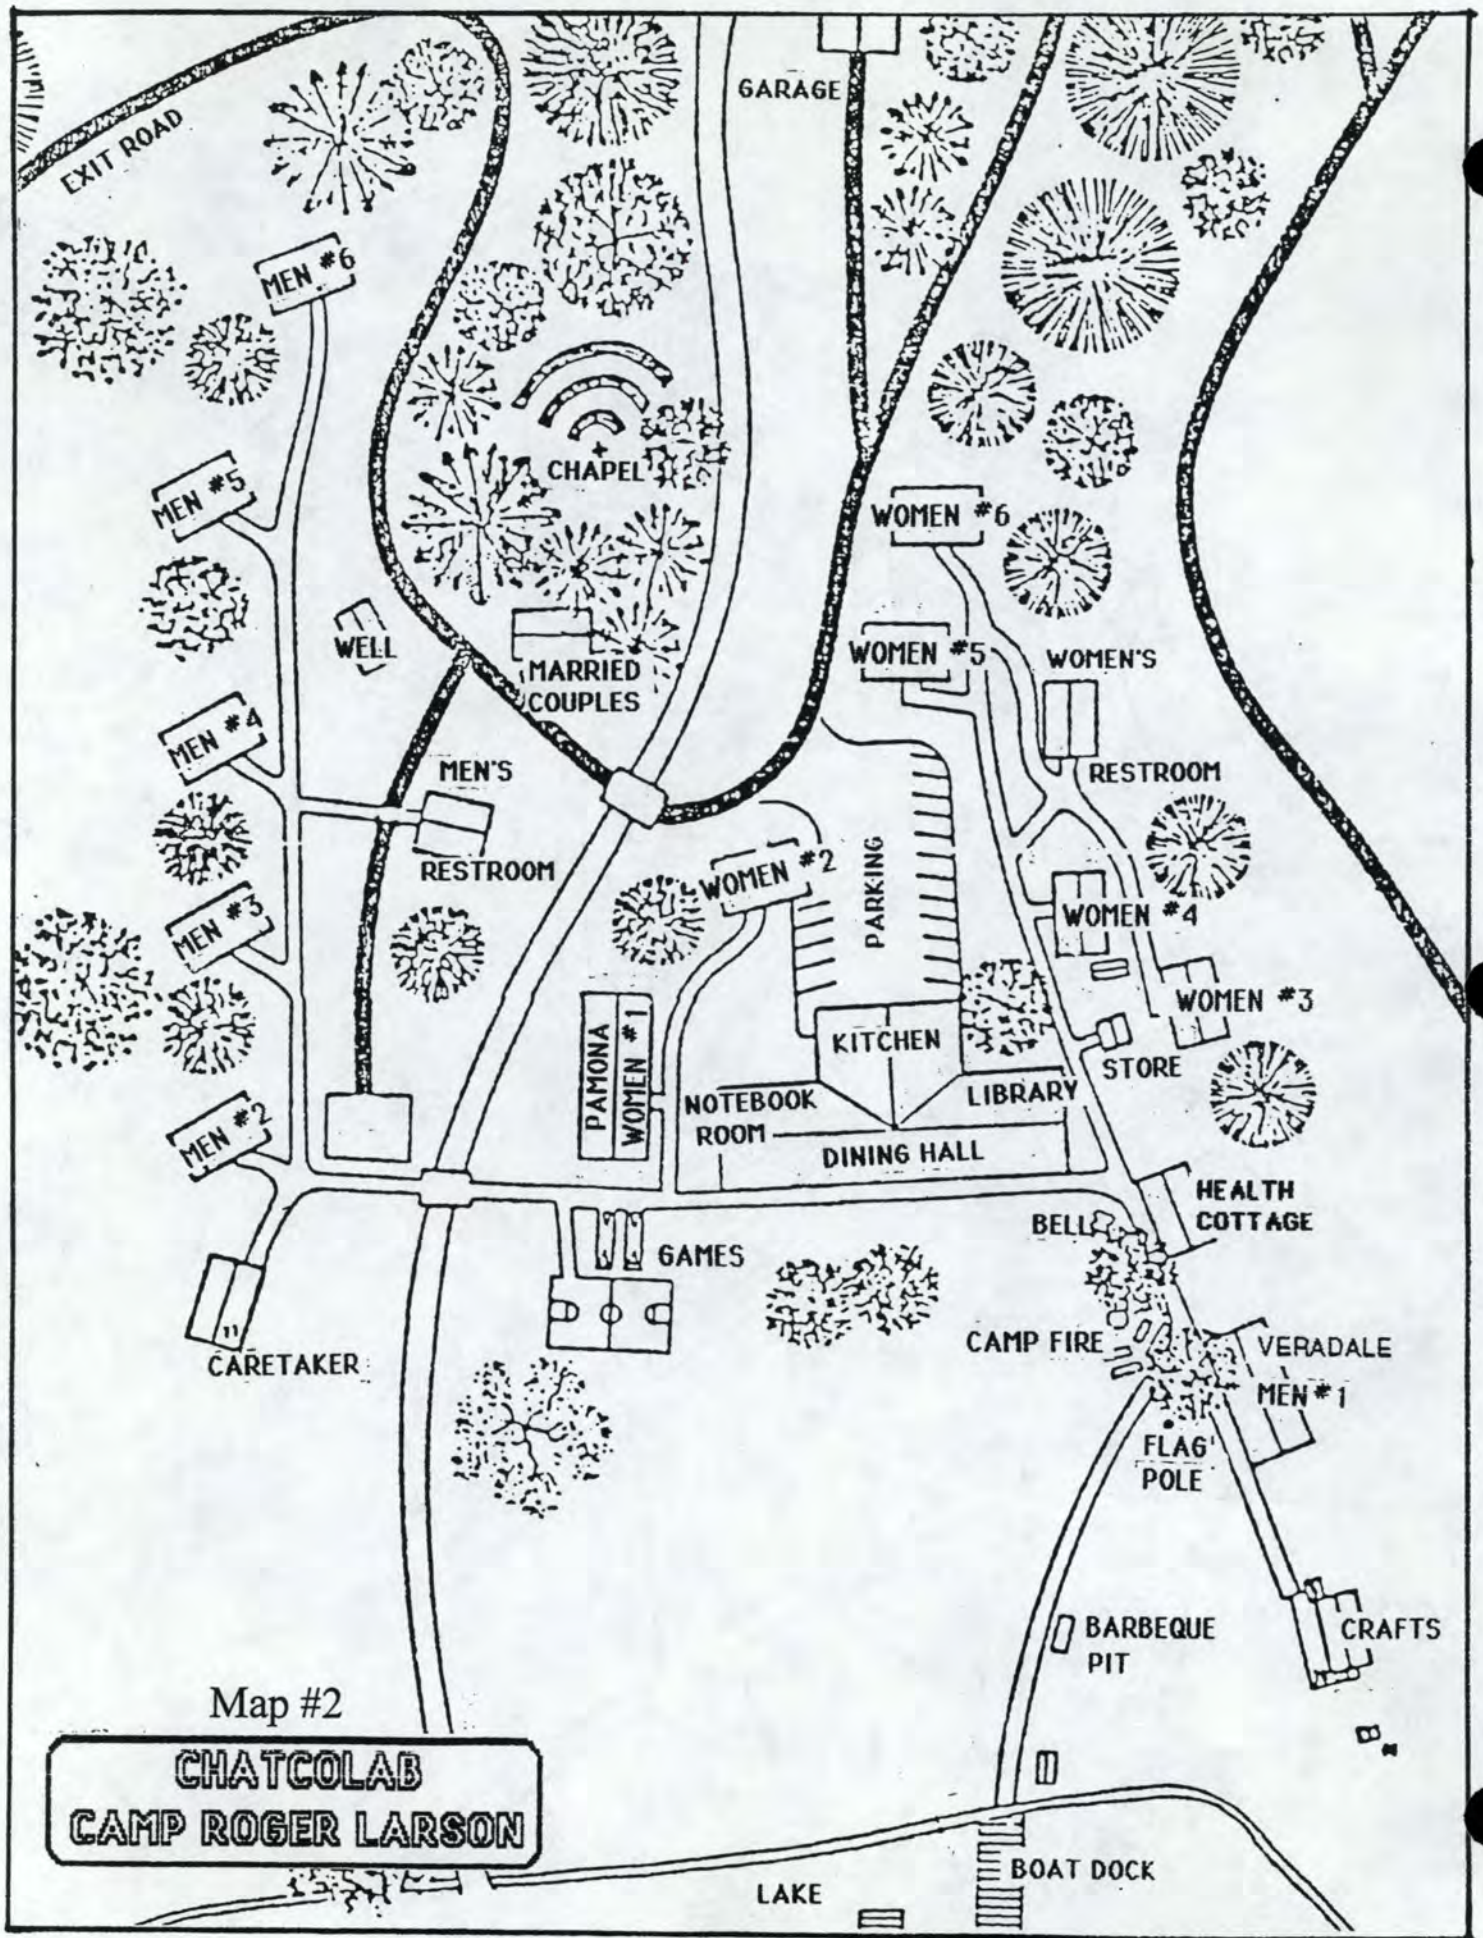 GARAGE
EXIT ROAD
MEN #6
CHAPEL
MEN #5
WOMEN #6
WELL
WOMEN #5
WOMEN'S
MARRIED
COUPLES
MEN #4
MEN'S
RESTROOM
RESTROOM
WOMEN #2
PARKING
MEN #3
WOMEN #4
WOMEN #3
PAMONA
WOMEN #1
KITCHEN
STORE
NOTEBOOK
ROOM
LIBRARY
MEN #2
DINING HALL
HEALTH
COTTAGE
BELL
GAMES
CAMP FIRE
VERADALE
MEN #1
CARETAKER
FLAG
POLE
BARBEQUE
PIT
CRAFTS
Map #2
CHATCOLAB
CAMP ROGER LARSON
BOAT DOCK
LAKE